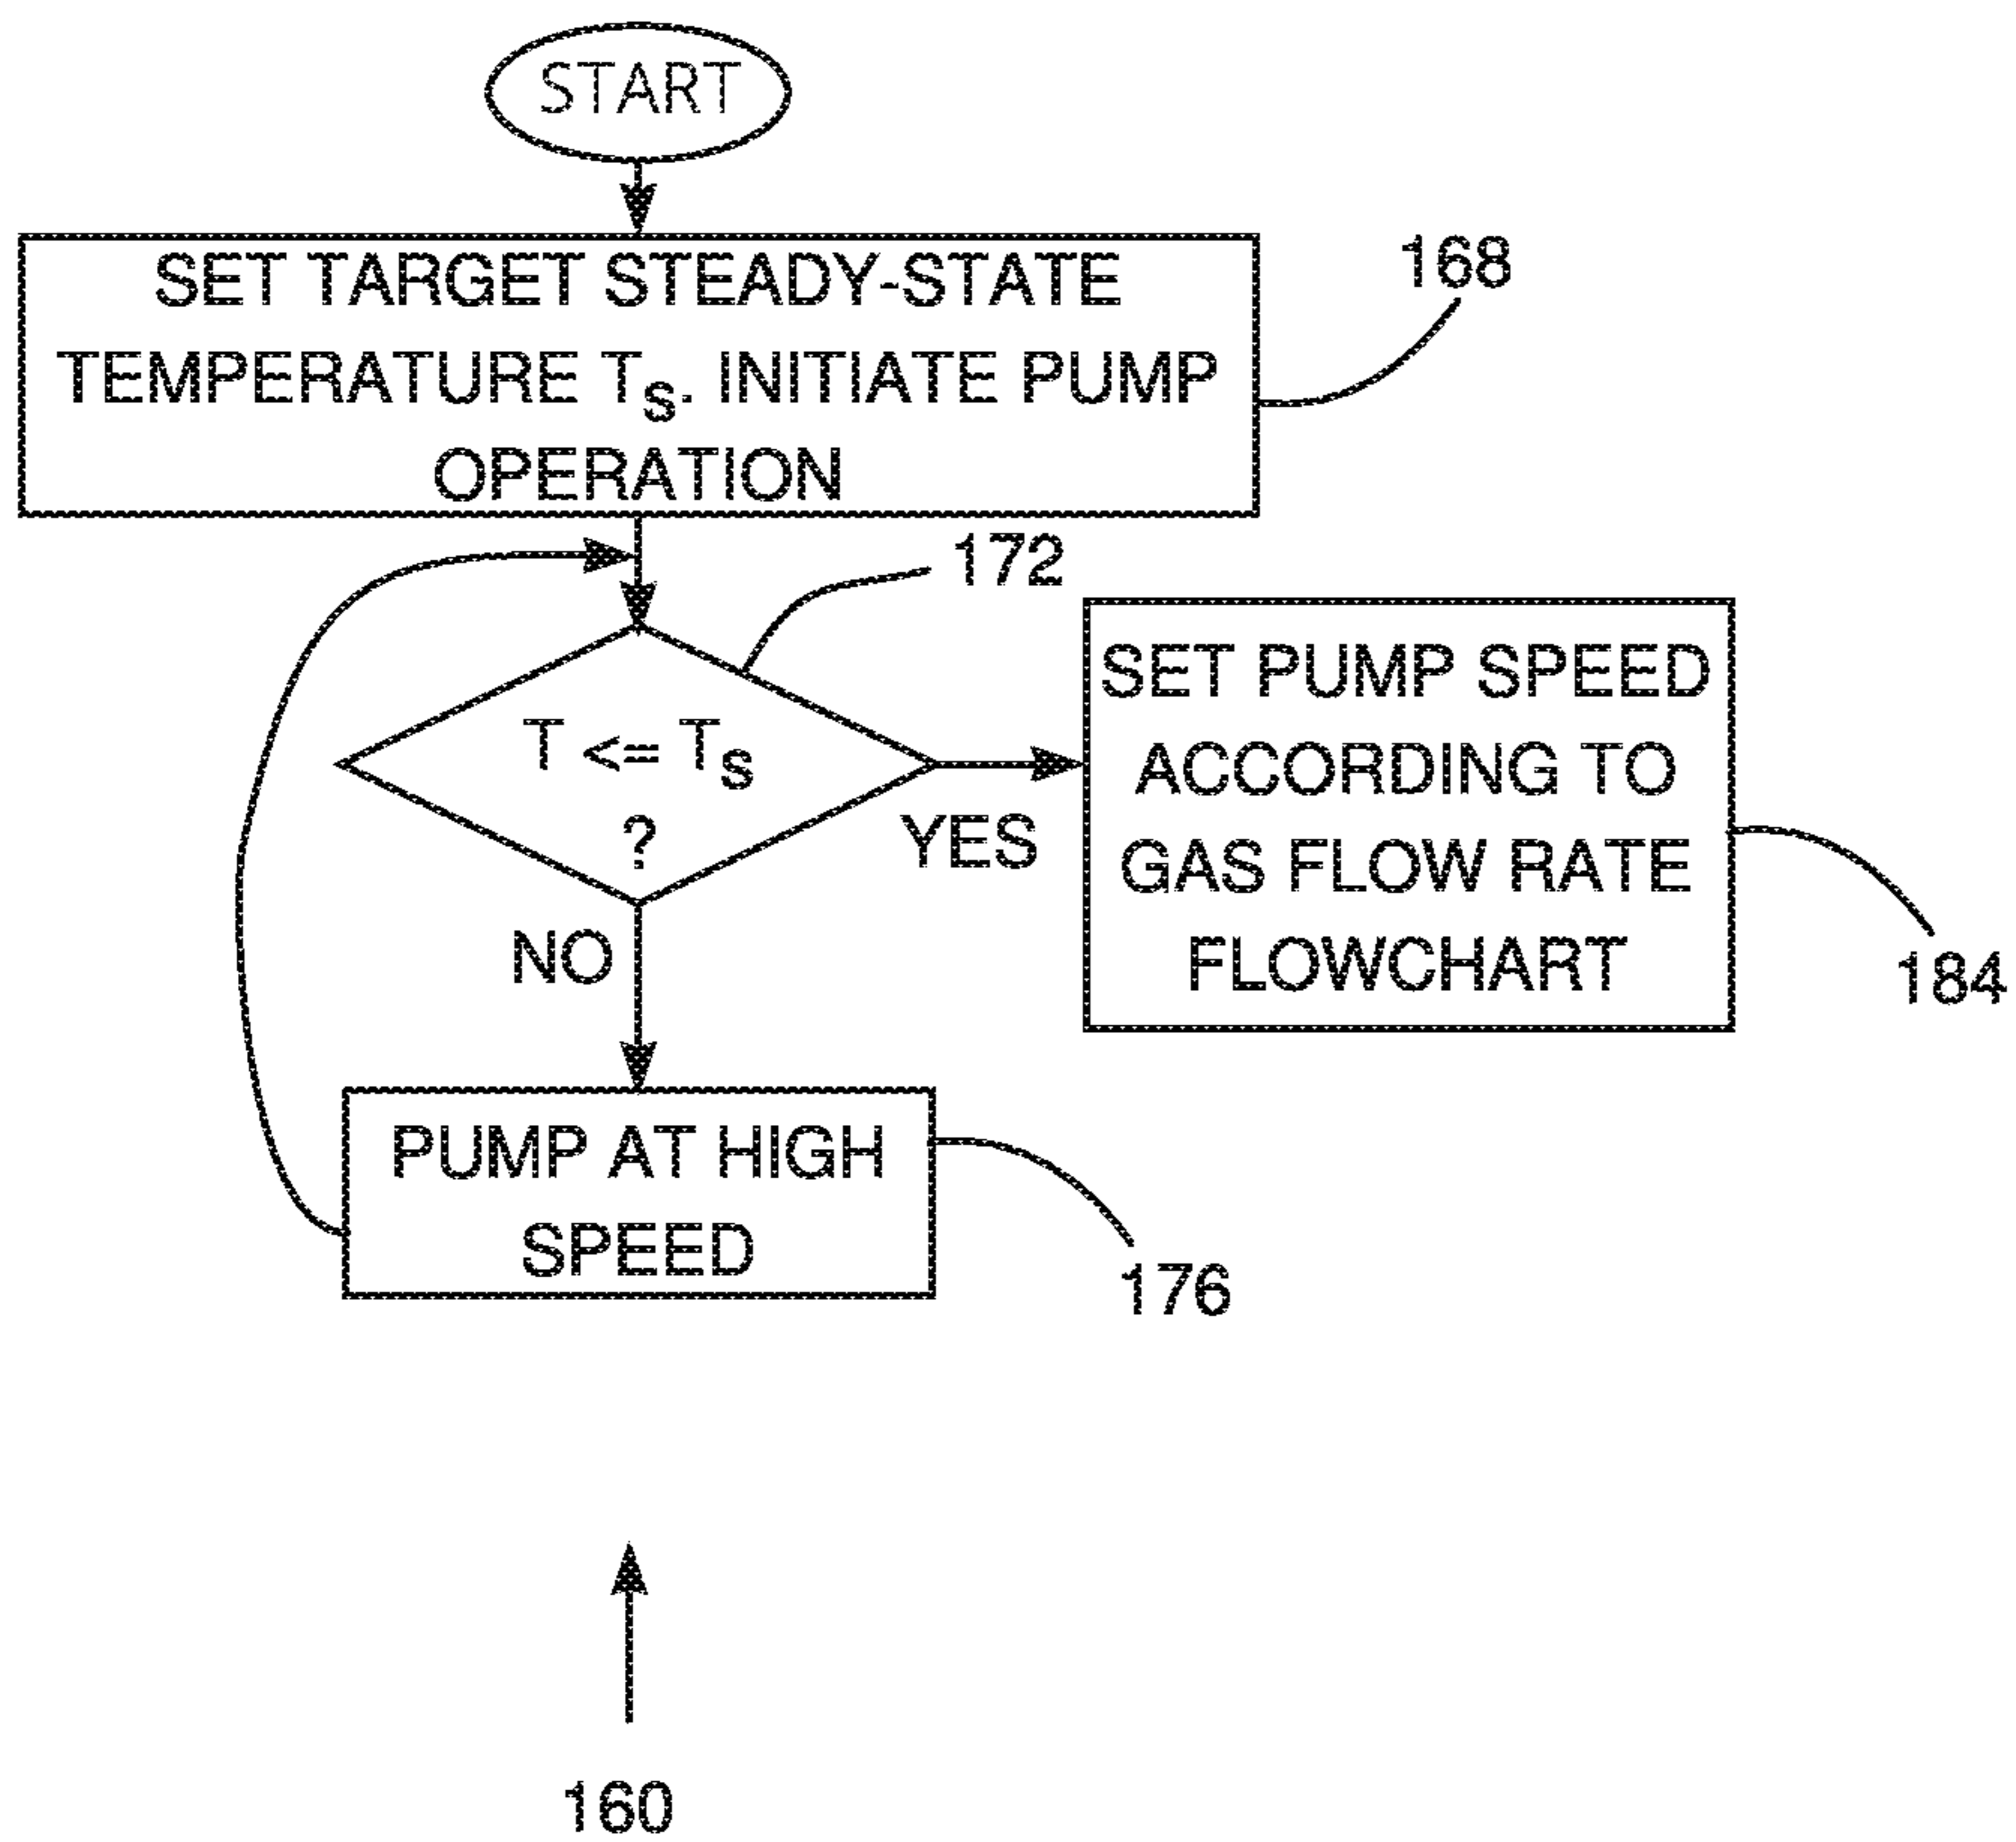 START
SET TARGET STEADY-STATE
TEMPERATURE Ts. INITIATE PUMP
OPERATION
168
172
T <= Ts
?
YES
NO
SET PUMP SPEED
ACCORDING TO
GAS FLOW RATE
FLOWCHART
184
PUMP AT HIGH
SPEED
176
160